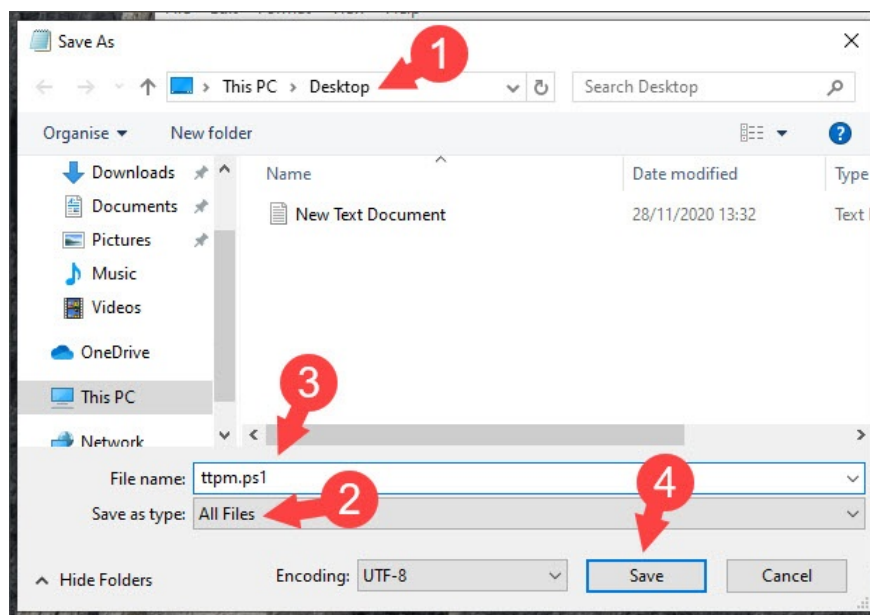 Save As
1
This PC > Desktop
Search Desktop
Organise
New folder
Downloads
Documents
Pictures
Music
Videos
OneDrive
This PC
Network
Name
Date modified
Type
New Text Document
28/11/2020 13:32
Text
3
File name: ttpm.ps1
2
Save as type: All Files
4
Hide Folders
Encoding: UTF-8
Save
Cancel